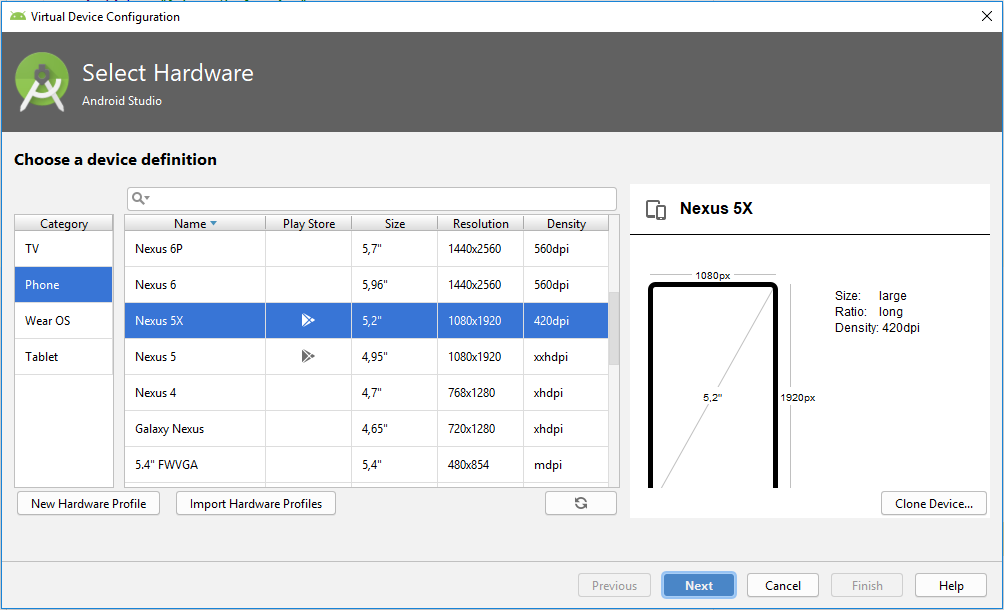 Virtual Device Configuration
Select Hardware
Android Studio
Choose a device definition
Category
TV
Phone
Wear OS
Tablet
Name Play Store Size Resolution Density
Nexus 6P 5,7" 1440x2560 560dpi
Nexus 6 5,96" 1440x2560 560dpi
Nexus 5X 5,2" 1080x1920 420dpi
Nexus 5 4,95" 1080x1920 xxhdpi
Nexus 4 4,7" 768x1280 xhdpi
Galaxy Nexus 4,65" 720x1280 xhdpi
5.4" FWVGA 5,4" 480x854 mdpi
New Hardware Profile Import Hardware Profiles
Nexus 5X
1080px
Size: large
Ratio: long
Density: 420dpi
5,2" 1920px
Clone Device...
Previous Next Cancel Finish Help